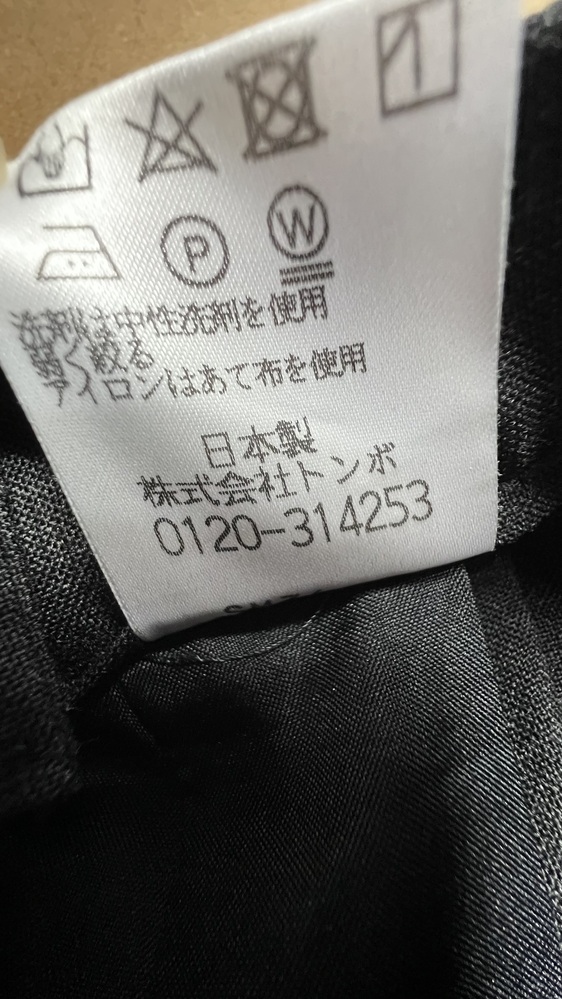 P W
洗剤は中性洗剤を使用
弱く絞る
アイロンはあて布を使用
日本製
株式会社トンボ
0120-314253